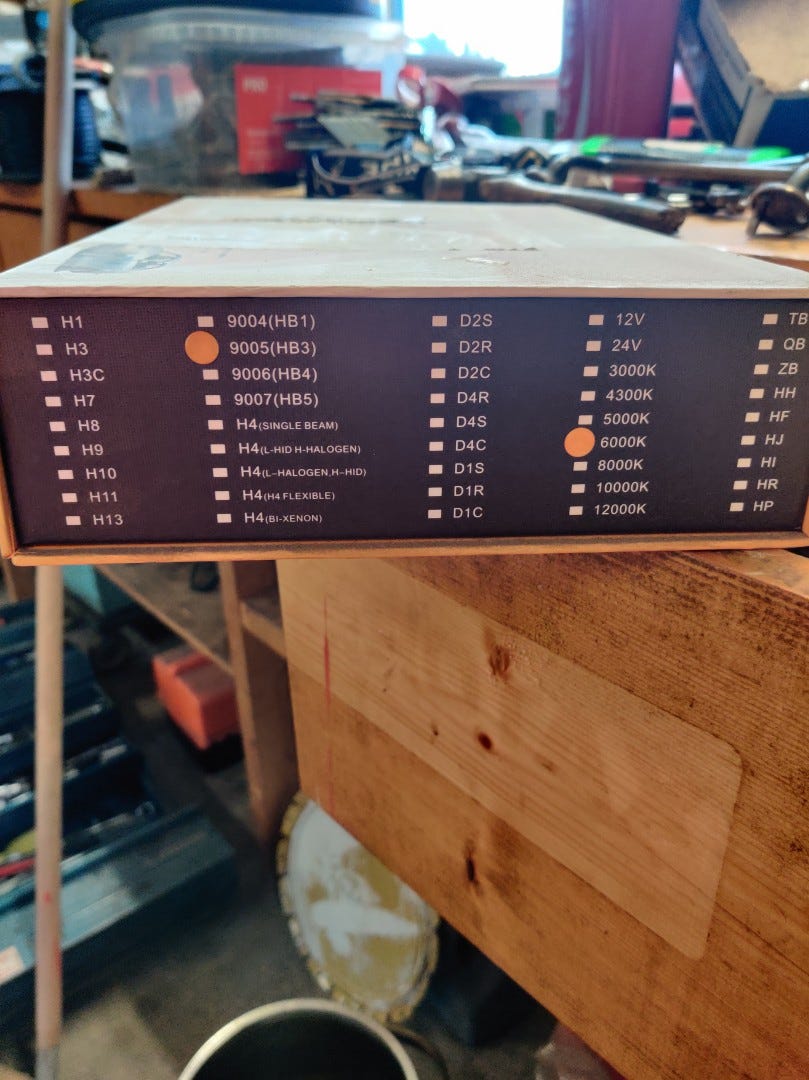 H1
H3
H3C
H7
H8
H9
H10
H11
H13
9004(HB1)
9005(HB3)
9006(HB4)
9007(HB5)
H4(SINGLE BEAM)
H4(L-HID H-HALOGEN)
H4(L-HALOGEN,H-HID)
H4(H4 FLEXIBLE)
H4(BI-XENON)
D2S
D2R
D2C
D4R
D4S
D4C
D1S
D1R
D1C
12V
24V
3000K
4300K
5000K
6000K
8000K
10000K
12000K
TB
QB
ZB
HH
HF
HJ
HI
HR
HP